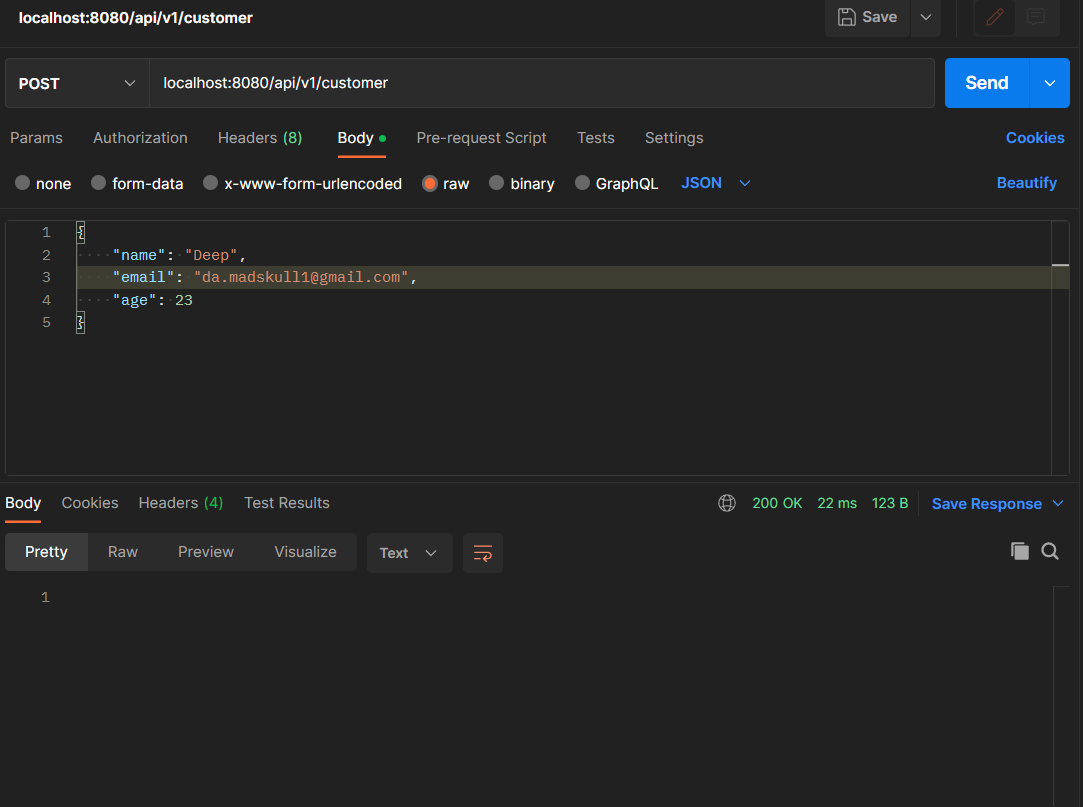 localhost:8080/api/v1/customer
Save
POST localhost:8080/api/v1/customer Send
Params Authorization Headers (8) Body Pre-request Script Tests Settings Cookies
none form-data x-www-form-urlencoded raw binary GraphQL JSON Beautify
1 {
2 "name": "Deep",
3 "email": "da.madskull1@gmail.com",
4 "age": 23
5 }
Body Cookies Headers (4) Test Results 200 OK 22 ms 123 B Save Response
Pretty Raw Preview Visualize Text
1